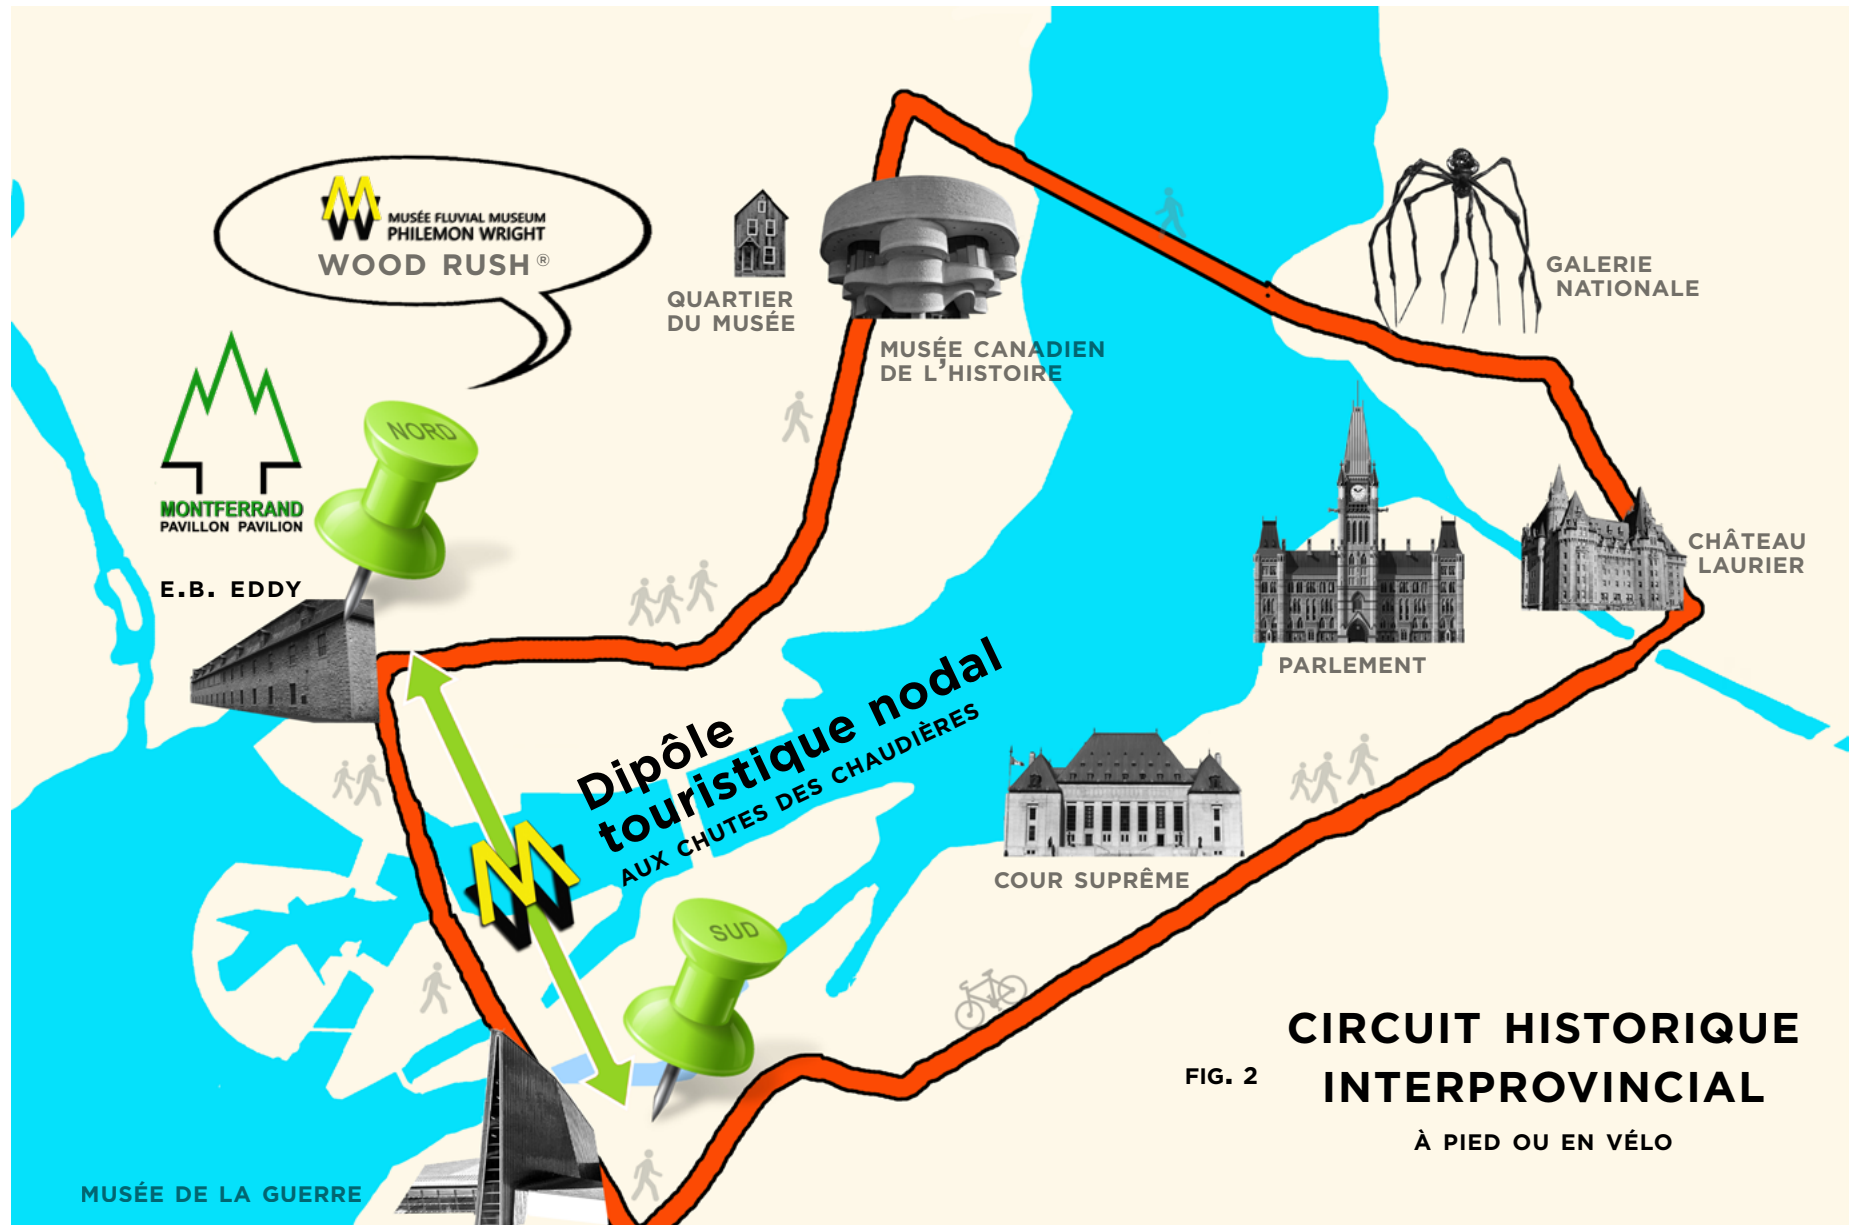 MUSÉE FLUVIAL MUSEUM
PHILEMON WRIGHT
WOOD RUSH ®
QUARTIER
DU MUSÉE
MUSÉE CANADIEN
DE L'HISTOIRE
GALERIE
NATIONALE
NORD
MONTFERRAND
PAVILLON PAVILION
E.B. EDDY
CHÂTEAU
LAURIER
PARLEMENT
Dipôle
touristique nodal
AUX CHUTES DES CHAUDIÈRES
COUR SUPRÊME
SUD
CIRCUIT HISTORIQUE
INTERPROVINCIAL
FIG. 2
À PIED OU EN VÉLO
MUSÉE DE LA GUERRE